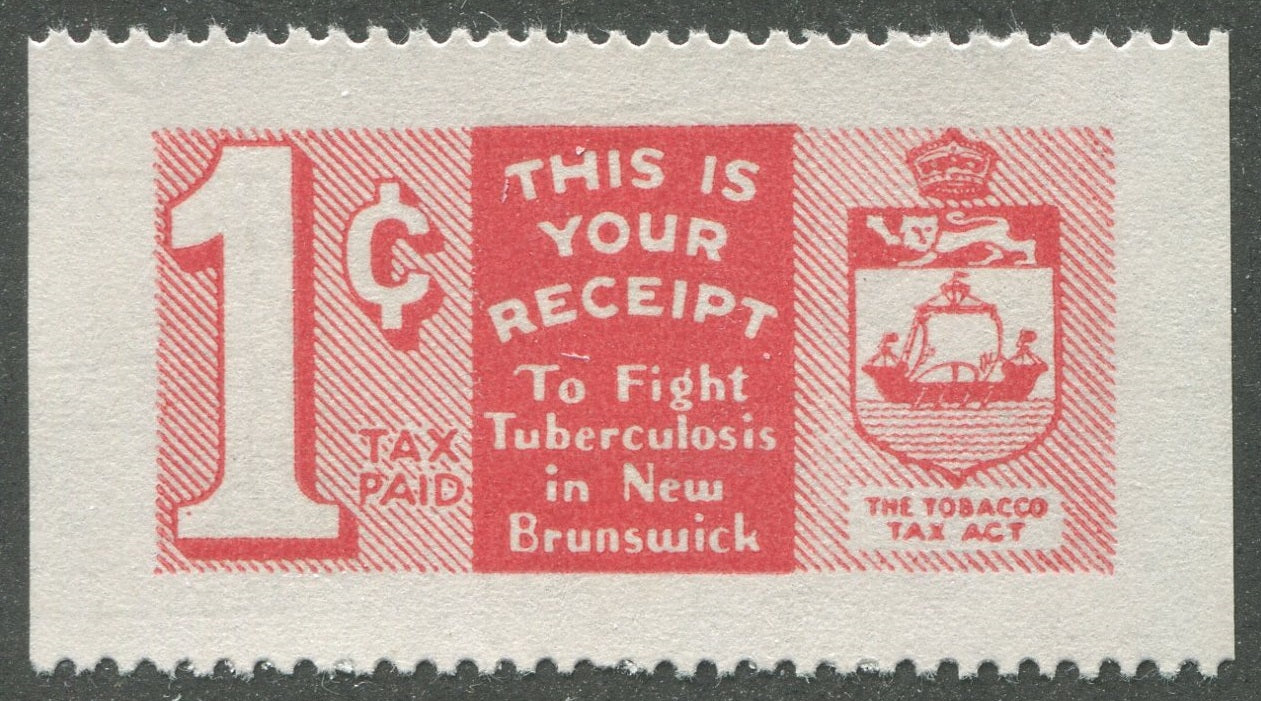 1¢
TAX
PAID
THIS IS
YOUR
RECEIPT
To Fight
Tuberculosis
in New
Brunswick
THE TOBACCO
TAX ACT